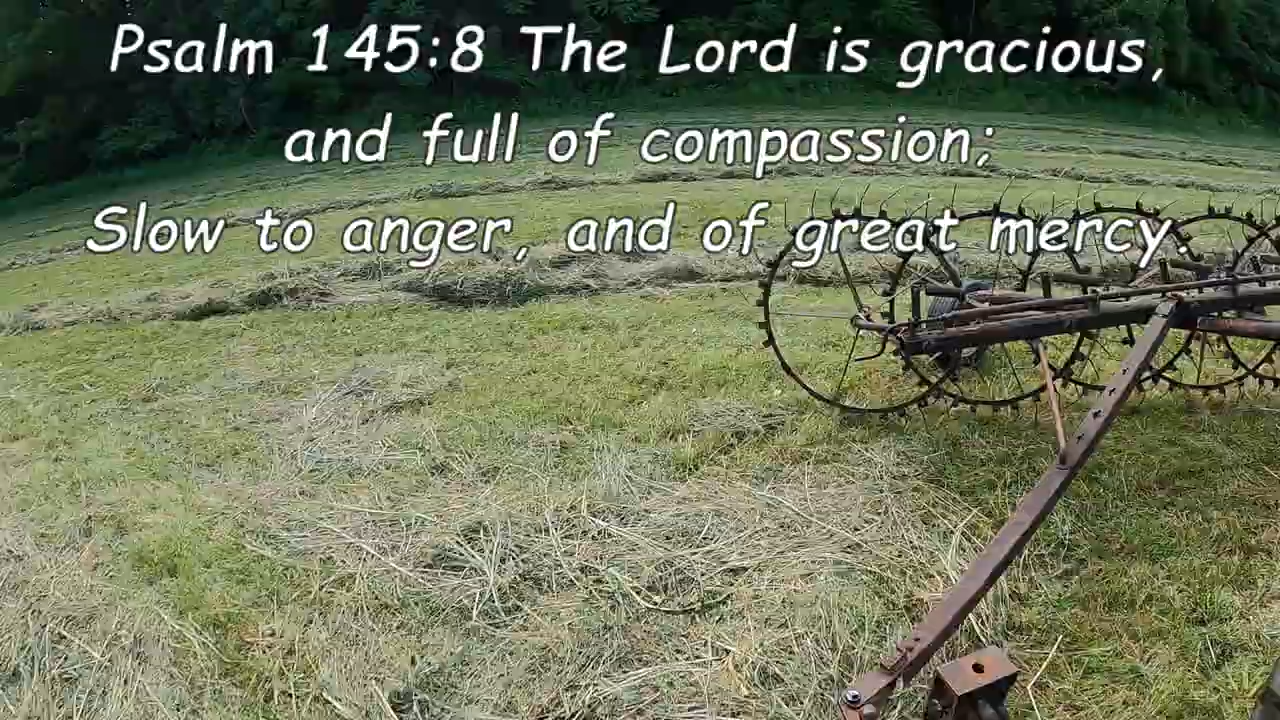 Psalm 145:8 The Lord is gracious,
and full of compassion;
Slow to anger, and of great mercy